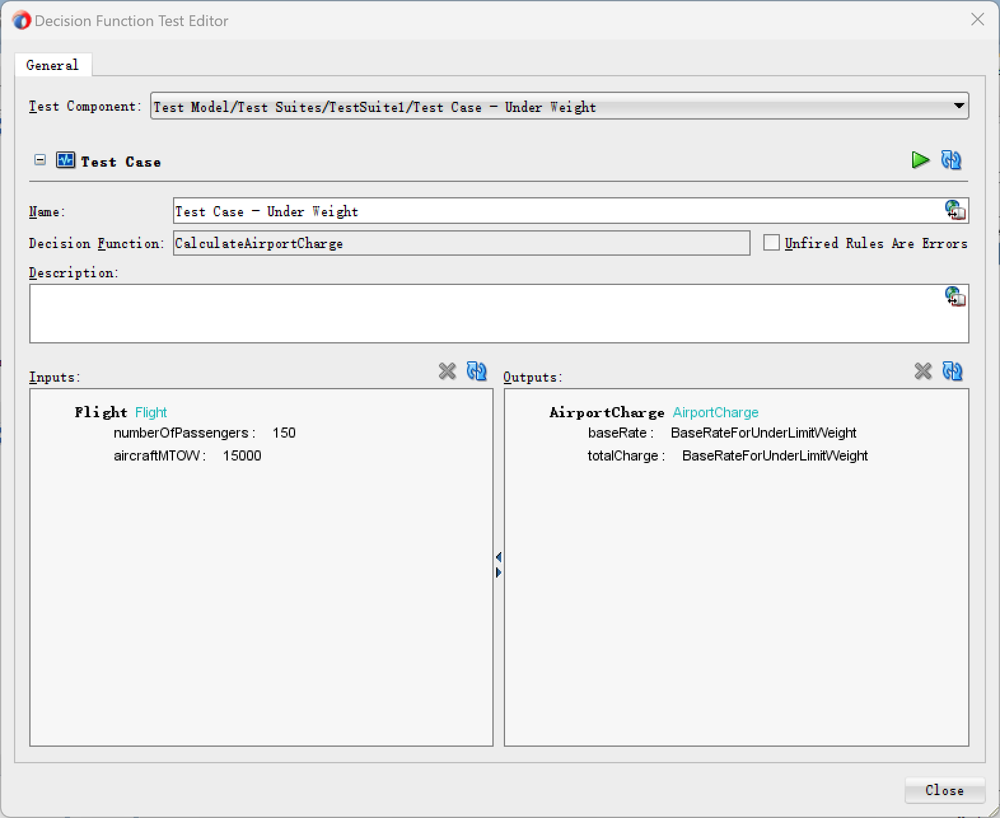 Decision Function Test Editor
General
Test Component: Test Model/Test Suites/TestSuite1/Test Case - Under Weight
Test Case
Name: Test Case - Under Weight
Decision Function: CalculateAirportCharge Unfired Rules Are Errors
Description:
Inputs:
Flight Flight
numberOfPassengers : 150
aircraftMTOW : 15000
Outputs:
AirportCharge AirportCharge
baseRate : BaseRateForUnderLimitWeight
totalCharge : BaseRateForUnderLimitWeight
Close